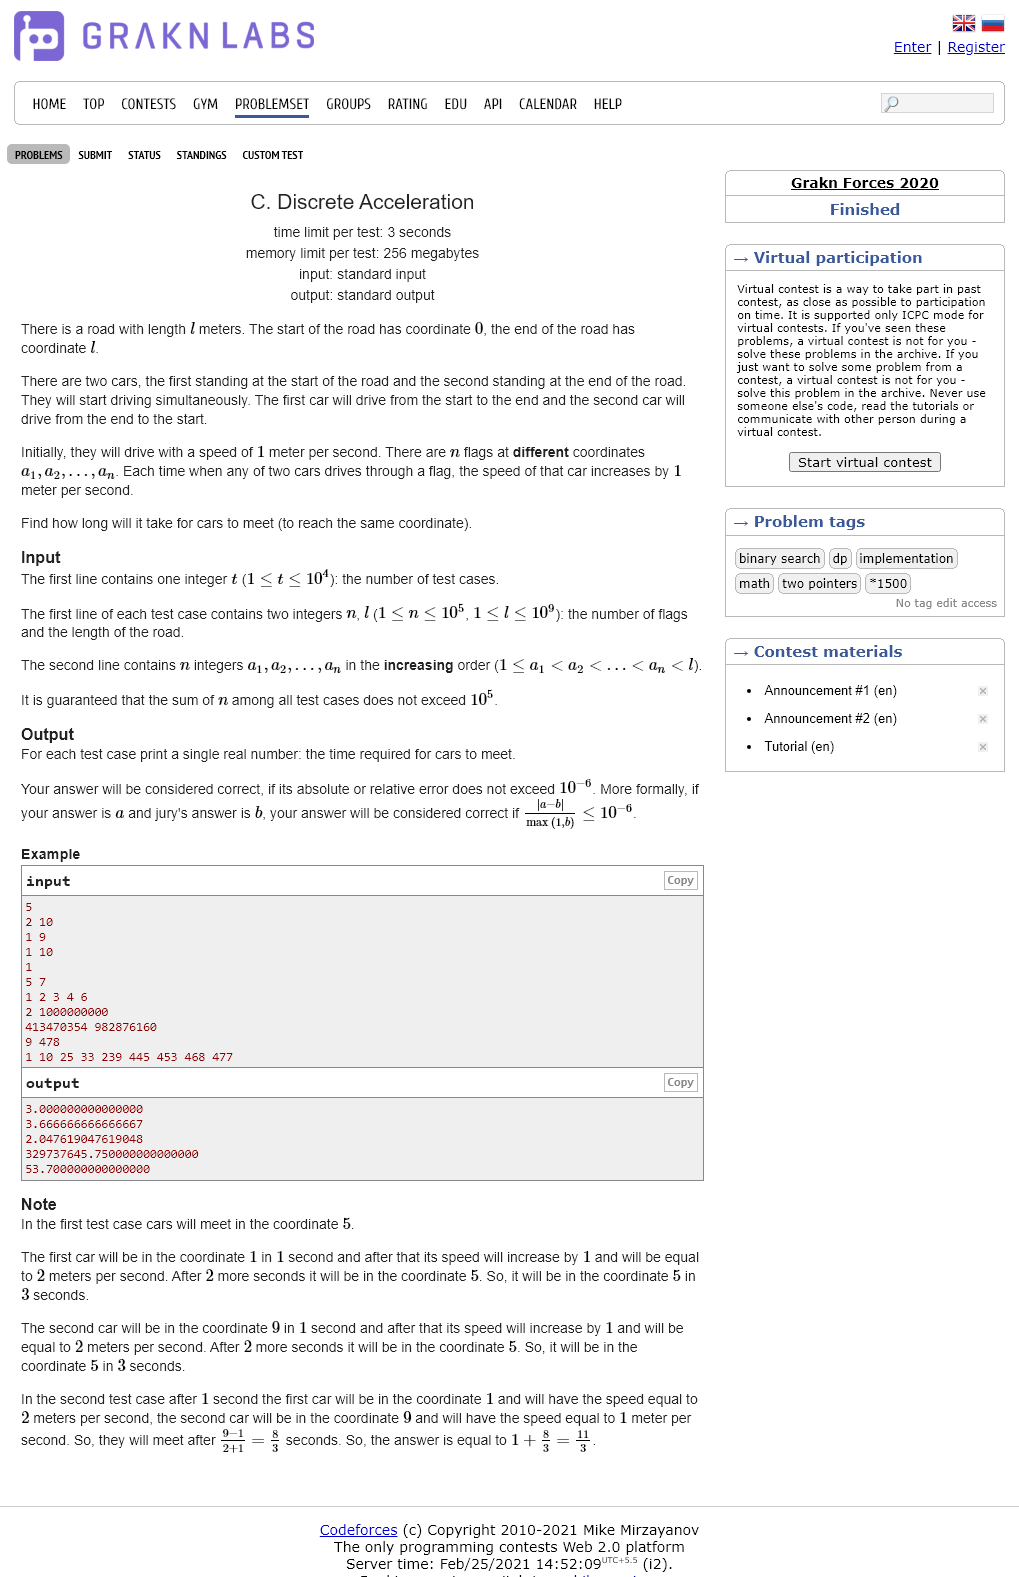 GRAKN LABS
Enter | Register
HOME TOP CONTESTS GYM PROBLEMSET GROUPS RATING EDU API CALENDAR HELP
PROBLEMS SUBMIT STATUS STANDINGS CUSTOM TEST
C. Discrete Acceleration
time limit per test: 3 seconds
memory limit per test: 256 megabytes
input: standard input
output: standard output
There is a road with length l meters. The start of the road has coordinate 0, the end of the road has
coordinate l.
There are two cars, the first standing at the start of the road and the second standing at the end of the road.
They will start driving simultaneously. The first car will drive from the start to the end and the second car will
drive from the end to the start.
Initially, they will drive with a speed of 1 meter per second. There are n flags at different coordinates
a₁, a₂, …, aₙ. Each time when any of two cars drives through a flag, the speed of that car increases by 1
meter per second.
Find how long will it take for cars to meet (to reach the same coordinate).
Input
The first line contains one integer t (1 ≤ t ≤ 10⁴): the number of test cases.
The first line of each test case contains two integers n, l (1 ≤ n ≤ 10⁵, 1 ≤ l ≤ 10⁹): the number of flags
and the length of the road.
The second line contains n integers a₁, a₂, …, aₙ in the increasing order (1 ≤ a₁ < a₂ < … < aₙ < l).
It is guaranteed that the sum of n among all test cases does not exceed 10⁵.
Output
For each test case print a single real number: the time required for cars to meet.
Your answer will be considered correct, if its absolute or relative error does not exceed 10⁻⁶. More formally, if
your answer is a and jury's answer is b, your answer will be considered correct if |a−b| / max (1,b) ≤ 10⁻⁶.
Example
input
Copy
5
2 10
1 9
1 10
1
5 7
1 2 3 4 6
2 1000000000
413470354 982876160
9 478
1 10 25 33 239 445 453 468 477
output
Copy
3.000000000000000
3.666666666666667
2.047619047619048
329737645.750000000000000
53.700000000000000
Note
In the first test case cars will meet in the coordinate 5.
The first car will be in the coordinate 1 in 1 second and after that its speed will increase by 1 and will be equal
to 2 meters per second. After 2 more seconds it will be in the coordinate 5. So, it will be in the coordinate 5 in
3 seconds.
The second car will be in the coordinate 9 in 1 second and after that its speed will increase by 1 and will be
equal to 2 meters per second. After 2 more seconds it will be in the coordinate 5. So, it will be in the
coordinate 5 in 3 seconds.
In the second test case after 1 second the first car will be in the coordinate 1 and will have the speed equal to
2 meters per second, the second car will be in the coordinate 9 and will have the speed equal to 1 meter per
second. So, they will meet after 9−1 / 2+1 = 8/3 seconds. So, the answer is equal to 1 + 8/3 = 11/3.
Grakn Forces 2020
Finished
→ Virtual participation
Virtual contest is a way to take part in past
contest, as close as possible to participation
on time. It is supported only ICPC mode for
virtual contests. If you've seen these
problems, a virtual contest is not for you -
solve these problems in the archive. If you
just want to solve some problem from a
contest, a virtual contest is not for you -
solve this problem in the archive. Never use
someone else's code, read the tutorials or
communicate with other person during a
virtual contest.
Start virtual contest
→ Problem tags
binary search dp implementation
math two pointers *1500
No tag edit access
→ Contest materials
• Announcement #1 (en)
• Announcement #2 (en)
• Tutorial (en)
Codeforces (c) Copyright 2010-2021 Mike Mirzayanov
The only programming contests Web 2.0 platform
Server time: Feb/25/2021 14:52:09 UTC+5.5 (i2).